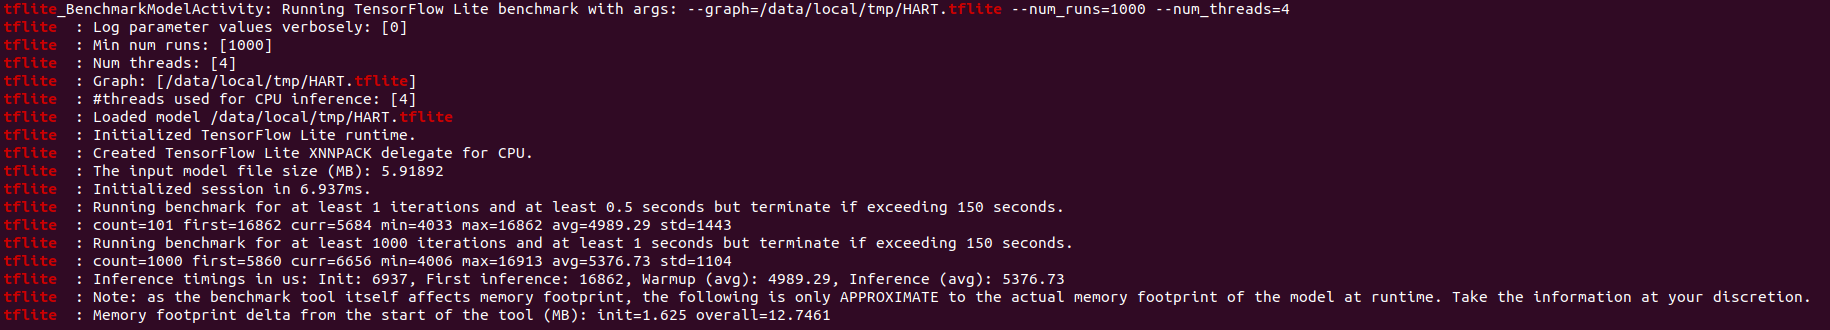 tflite_BenchmarkModelActivity: Running TensorFlow Lite benchmark with args: --graph=/data/local/tmp/HART.tflite --num_runs=1000 --num_threads=4
tflite  : Log parameter values verbosely: [0]
tflite  : Min num runs: [1000]
tflite  : Num threads: [4]
tflite  : Graph: [/data/local/tmp/HART.tflite]
tflite  : #threads used for CPU inference: [4]
tflite  : Loaded model /data/local/tmp/HART.tflite
tflite  : Initialized TensorFlow Lite runtime.
tflite  : Created TensorFlow Lite XNNPACK delegate for CPU.
tflite  : The input model file size (MB): 5.91892
tflite  : Initialized session in 6.937ms.
tflite  : Running benchmark for at least 1 iterations and at least 0.5 seconds but terminate if exceeding 150 seconds.
tflite  : count=101 first=16862 curr=5684 min=4033 max=16862 avg=4989.29 std=1443
tflite  : Running benchmark for at least 1000 iterations and at least 1 seconds but terminate if exceeding 150 seconds.
tflite  : count=1000 first=5860 curr=6656 min=4006 max=16913 avg=5376.73 std=1104
tflite  : Inference timings in us: Init: 6937, First inference: 16862, Warmup (avg): 4989.29, Inference (avg): 5376.73
tflite  : Note: as the benchmark tool itself affects memory footprint, the following is only APPROXIMATE to the actual memory footprint of the model at runtime. Take the information at your discretion.
tflite  : Memory footprint delta from the start of the tool (MB): init=1.625 overall=12.7461